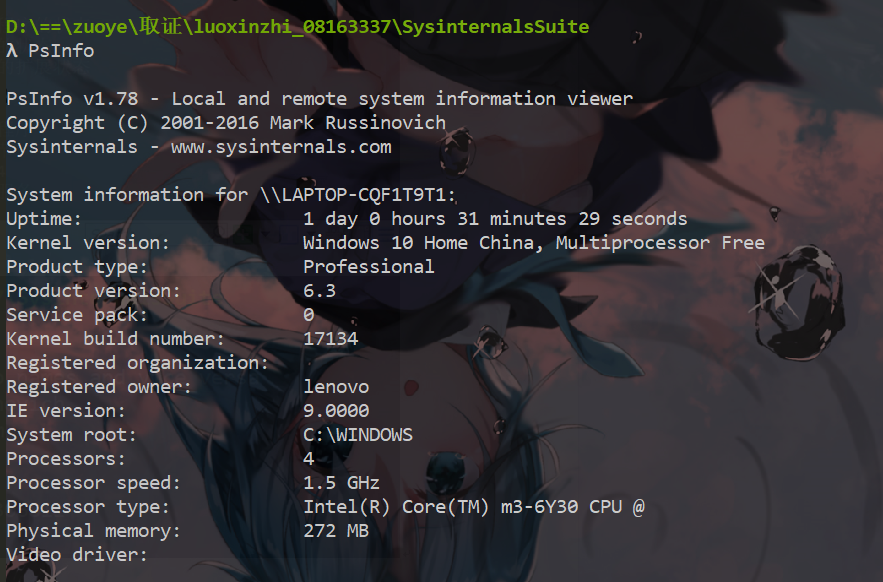 D:\==\zuoye\取证\luoxinzhi_08163337\SysinternalsSuite
λ PsInfo
PsInfo v1.78 - Local and remote system information viewer
Copyright (C) 2001-2016 Mark Russinovich
Sysinternals - www.sysinternals.com
System information for \\LAPTOP-CQF1T9T1:
Uptime: 1 day 0 hours 31 minutes 29 seconds
Kernel version: Windows 10 Home China, Multiprocessor Free
Product type: Professional
Product version: 6.3
Service pack: 0
Kernel build number: 17134
Registered organization:
Registered owner: lenovo
IE version: 9.0000
System root: C:\WINDOWS
Processors: 4
Processor speed: 1.5 GHz
Processor type: Intel(R) Core(TM) m3-6Y30 CPU @
Physical memory: 272 MB
Video driver: